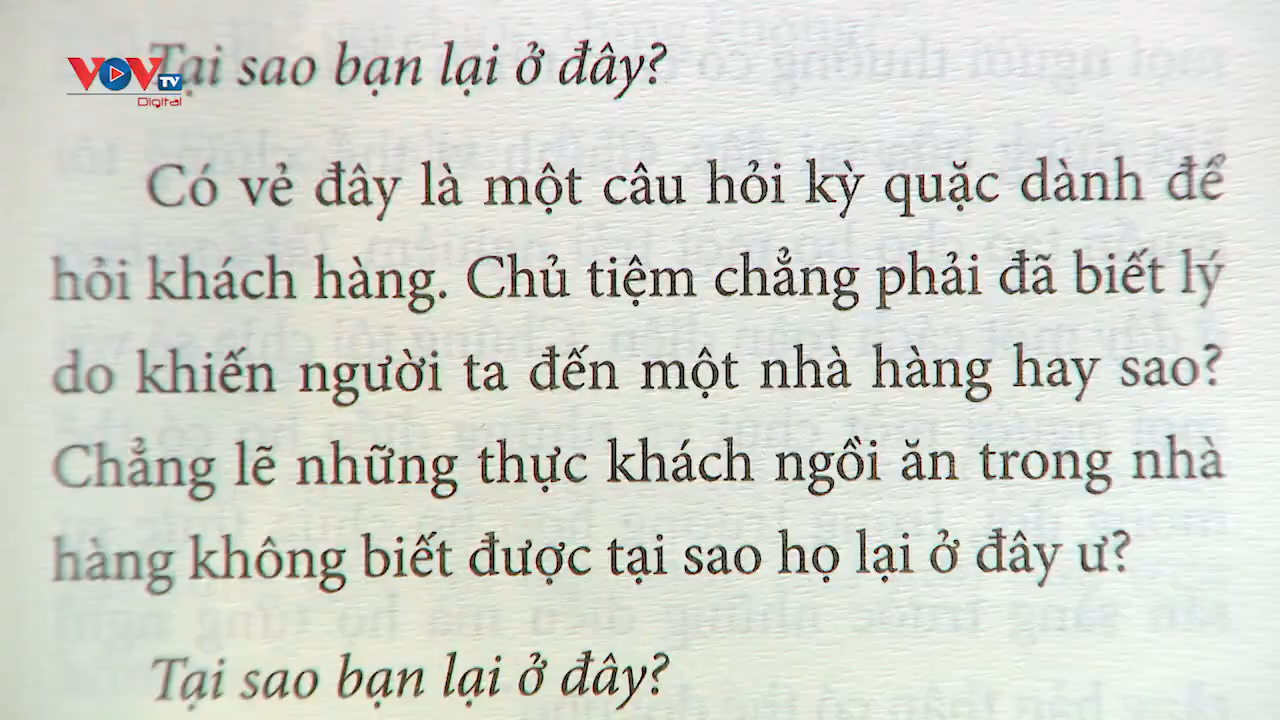 VOV TV
Digital
Tại sao bạn lại ở đây?
Có vẻ đây là một câu hỏi kỳ quặc dành để
hỏi khách hàng. Chủ tiệm chẳng phải đã biết lý
do khiến người ta đến một nhà hàng hay sao?
Chẳng lẽ những thực khách ngồi ăn trong nhà
hàng không biết được tại sao họ lại ở đây ư?
Tại sao bạn lại ở đây?